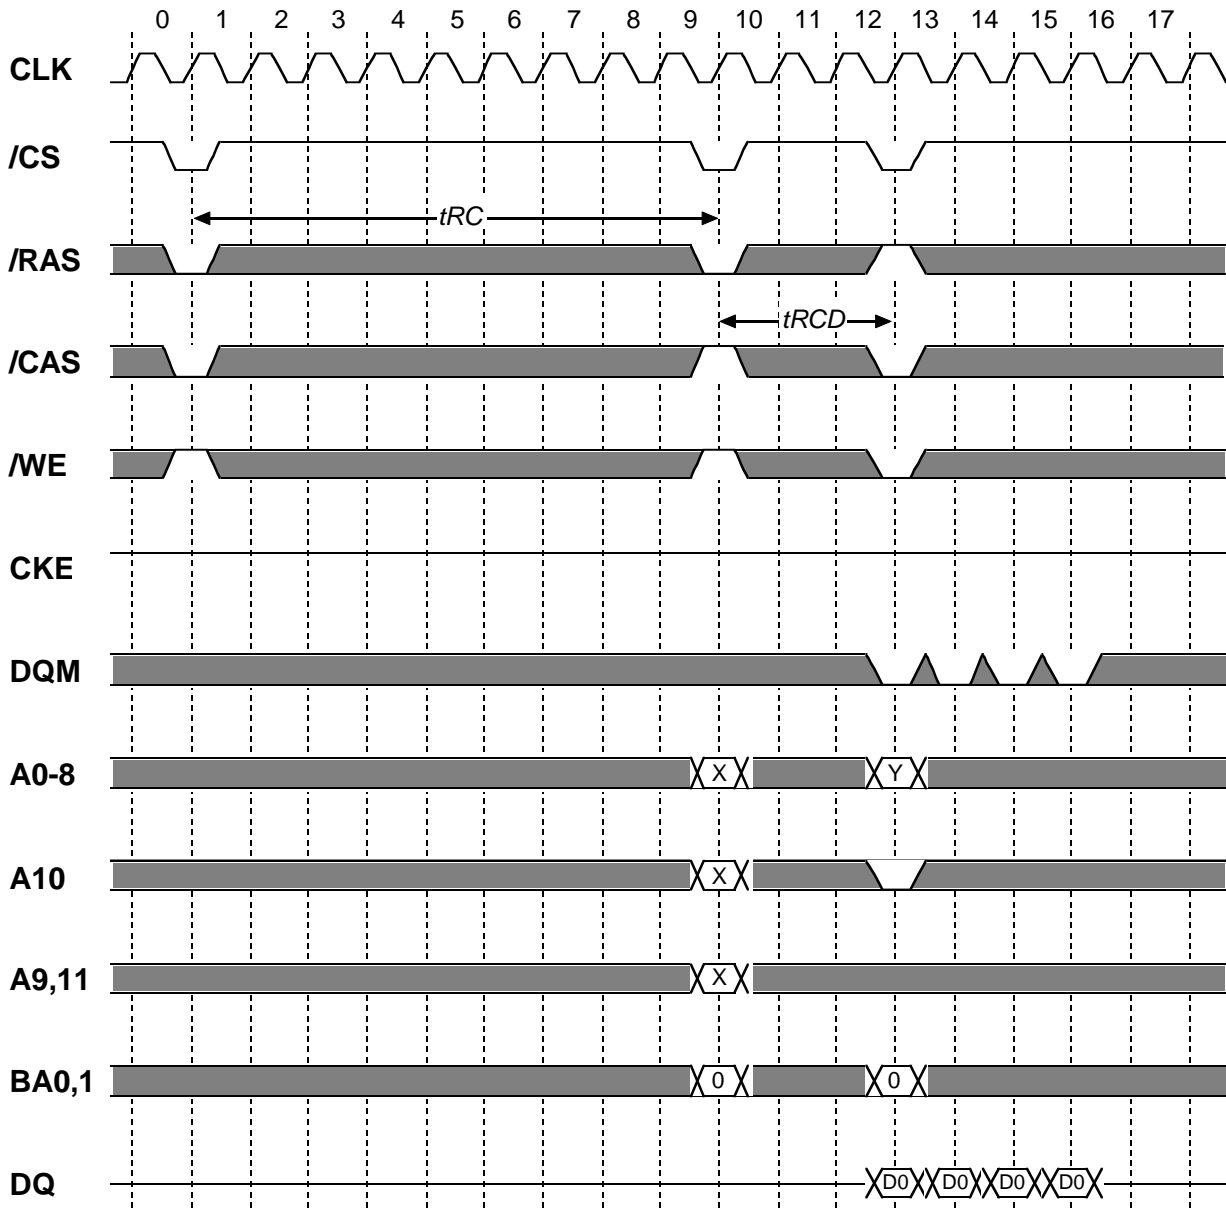 0 1 2 3 4 5 6 7 8 9 10 11 12 13 14 15 16 17
CLK
/CS
tRC
/RAS
tRCD
/CAS
/WE
CKE
DQM
A0-8 X Y
A10 X
A9,11 X
BA0,1 0 0
DQ D0 D0 D0 D0